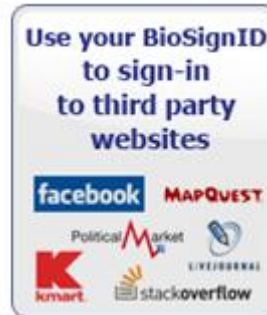 Use your BioSignID
to sign-in
to third party
websites
facebook MAPQUEST
Political Market
LIVEJOURNAL
K
kmart stackoverflow